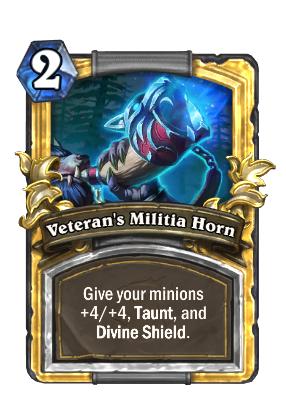 2
Veteran's Militia Horn
Give your minions
+4/+4, Taunt, and
Divine Shield.